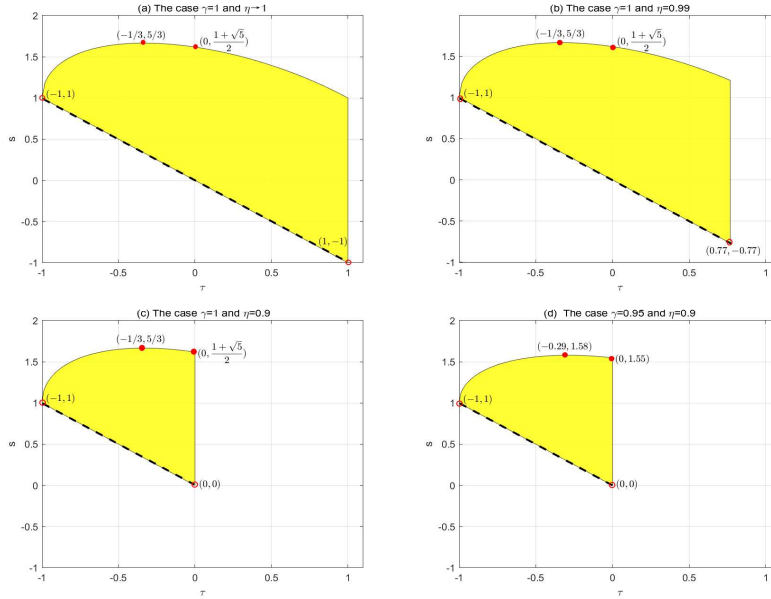 (a) The case γ=1 and η→1
2
1.5
1
0.5
0
-0.5
-1
s
(-1/3, 5/3)
(0, (1+√5)/2)
(-1, 1)
(1, -1)
-1 -0.5 0 0.5 1
τ
(b) The case γ=1 and η=0.99
2
1.5
1
0.5
0
-0.5
-1
s
(-1/3, 5/3)
(0, (1+√5)/2)
(-1, 1)
(0.77, -0.77)
-1 -0.5 0 0.5 1
τ
(c) The case γ=1 and η=0.9
2
1.5
1
0.5
0
-0.5
-1
s
(-1/3, 5/3)
(0, (1+√5)/2)
(-1, 1)
(0, 0)
-1 -0.5 0 0.5 1
τ
(d) The case γ=0.95 and η=0.9
2
1.5
1
0.5
0
-0.5
-1
s
(-0.29, 1.58)
(0, 1.55)
(-1, 1)
(0, 0)
-1 -0.5 0 0.5 1
τ